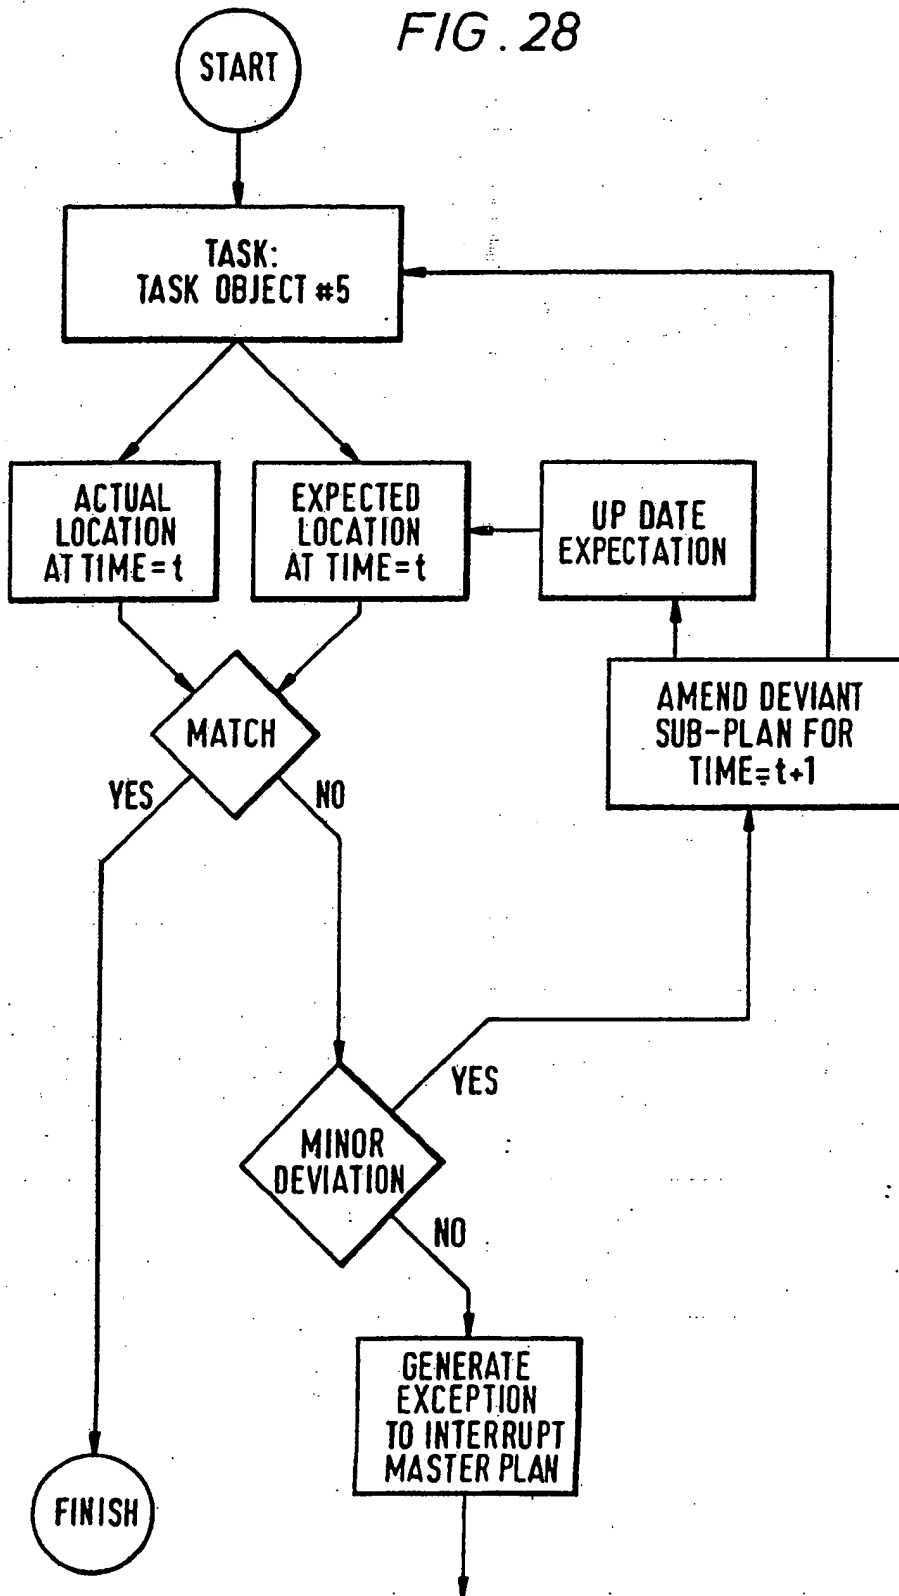 FIG. 28
START
TASK:
TASK OBJECT #5
ACTUAL
LOCATION
AT TIME=t
EXPECTED
LOCATION
AT TIME=t
UP DATE
EXPECTATION
AMEND DEVIANT
SUB-PLAN FOR
TIME=t+1
MATCH
YES
NO
YES
MINOR
DEVIATION
NO
GENERATE
EXCEPTION
TO INTERRUPT
MASTER PLAN
FINISH